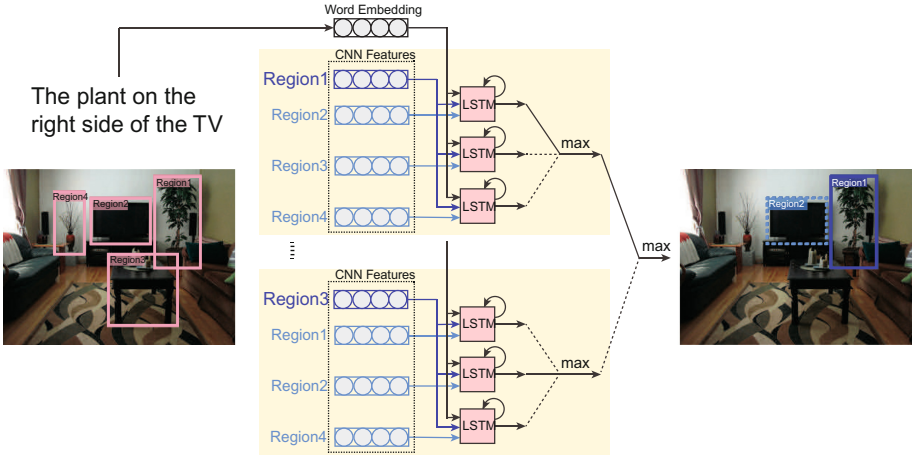 Word Embedding
The plant on the
right side of the TV
CNN Features
Region1
Region2
Region3
Region4
LSTM
LSTM
LSTM
max
CNN Features
Region3
Region1
Region2
Region4
LSTM
LSTM
LSTM
max
max
Region1
Region4
Region2
Region3
Region1
Region2